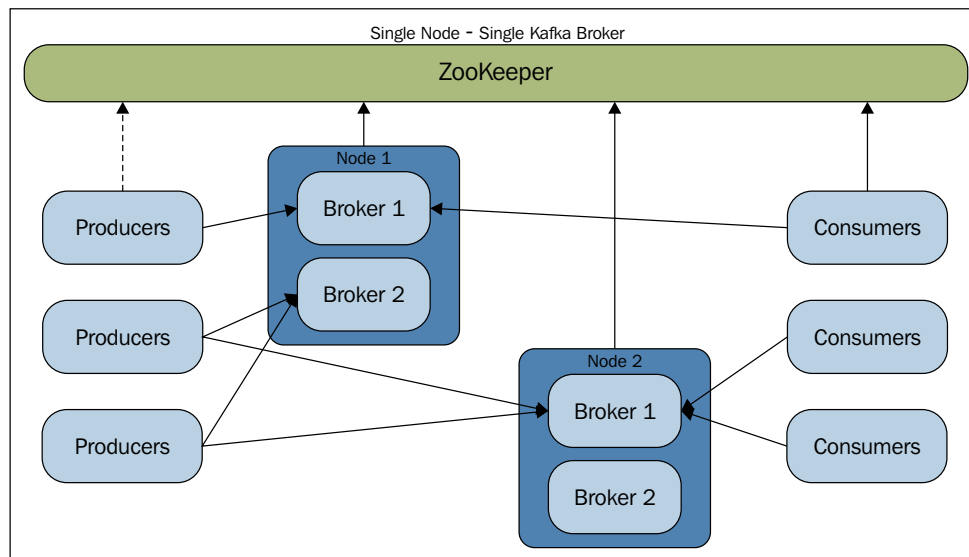 Single Node - Single Kafka Broker
ZooKeeper
Node 1
Producers
Broker 1
Consumers
Broker 2
Producers
Consumers
Node 2
Broker 1
Producers
Consumers
Broker 2